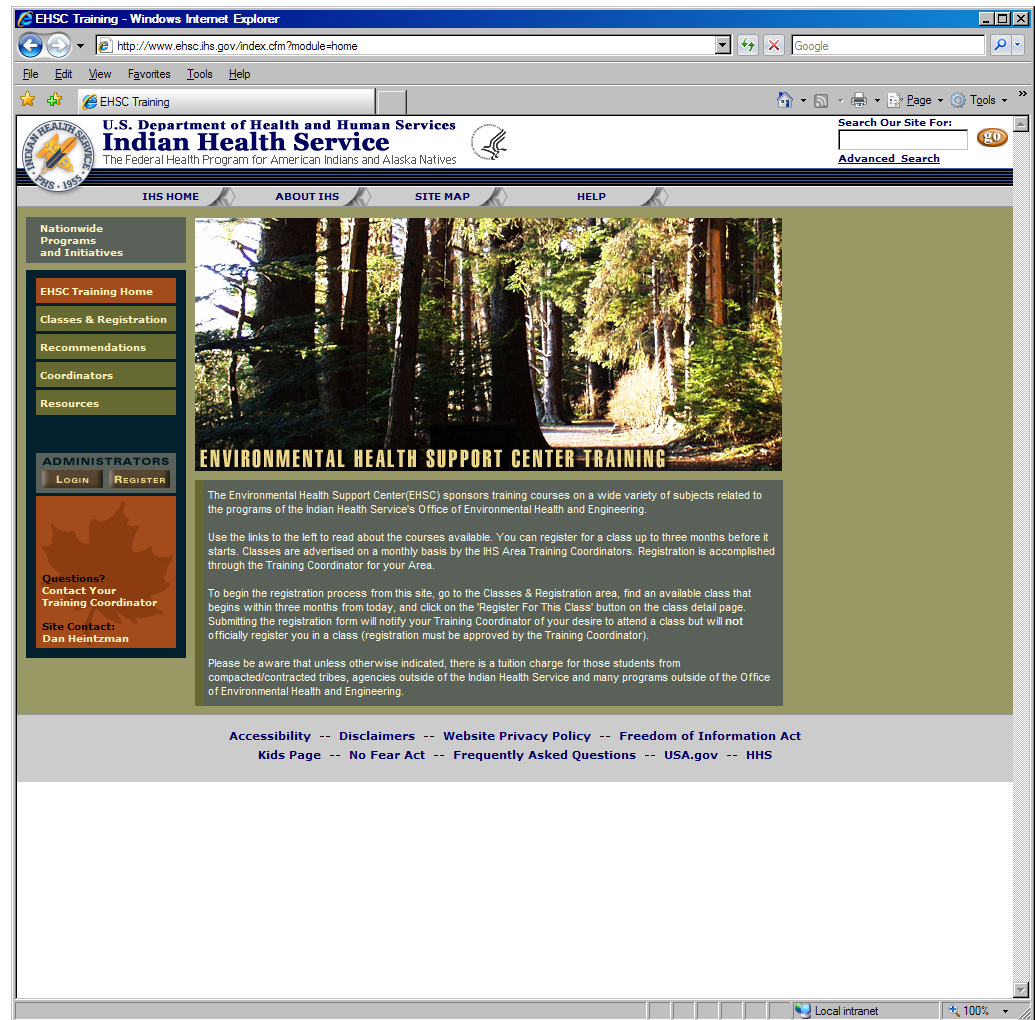 EHSC Training - Windows Internet Explorer
http://www.ehsc.ihs.gov/index.cfm?module=home
Google
File Edit View Favorites Tools Help
EHSC Training
Page Tools
INDIAN HEALTH SERVICE
PHS - 1955
U.S. Department of Health and Human Services
Indian Health Service
The Federal Health Program for American Indians and Alaska Natives
Search Our Site For:
go
Advanced Search
IHS HOME ABOUT IHS SITE MAP HELP
Nationwide
Programs
and Initiatives
EHSC Training Home
Classes & Registration
Recommendations
Coordinators
Resources
ADMINISTRATORS
LOGIN REGISTER
Questions?
Contact Your
Training Coordinator
Site Contact:
Dan Heintzman
ENVIRONMENTAL HEALTH SUPPORT CENTER TRAINING
The Environmental Health Support Center(EHSC) sponsors training courses on a wide variety of subjects related to
the programs of the Indian Health Service's Office of Environmental Health and Engineering.
Use the links to the left to read about the courses available. You can register for a class up to three months before it
starts. Classes are advertised on a monthly basis by the IHS Area Training Coordinators. Registration is accomplished
through the Training Coordinator for your Area.
To begin the registration process from this site, go to the Classes & Registration area, find an available class that
begins within three months from today, and click on the 'Register For This Class' button on the class detail page.
Submitting the registration form will notify your Training Coordinator of your desire to attend a class but will not
officially register you in a class (registration must be approved by the Training Coordinator).
Please be aware that unless otherwise indicated, there is a tuition charge for those students from
compacted/contracted tribes, agencies outside of the Indian Health Service and many programs outside of the Office
of Environmental Health and Engineering.
Accessibility -- Disclaimers -- Website Privacy Policy -- Freedom of Information Act
Kids Page -- No Fear Act -- Frequently Asked Questions -- USA.gov -- HHS
Local intranet
100%